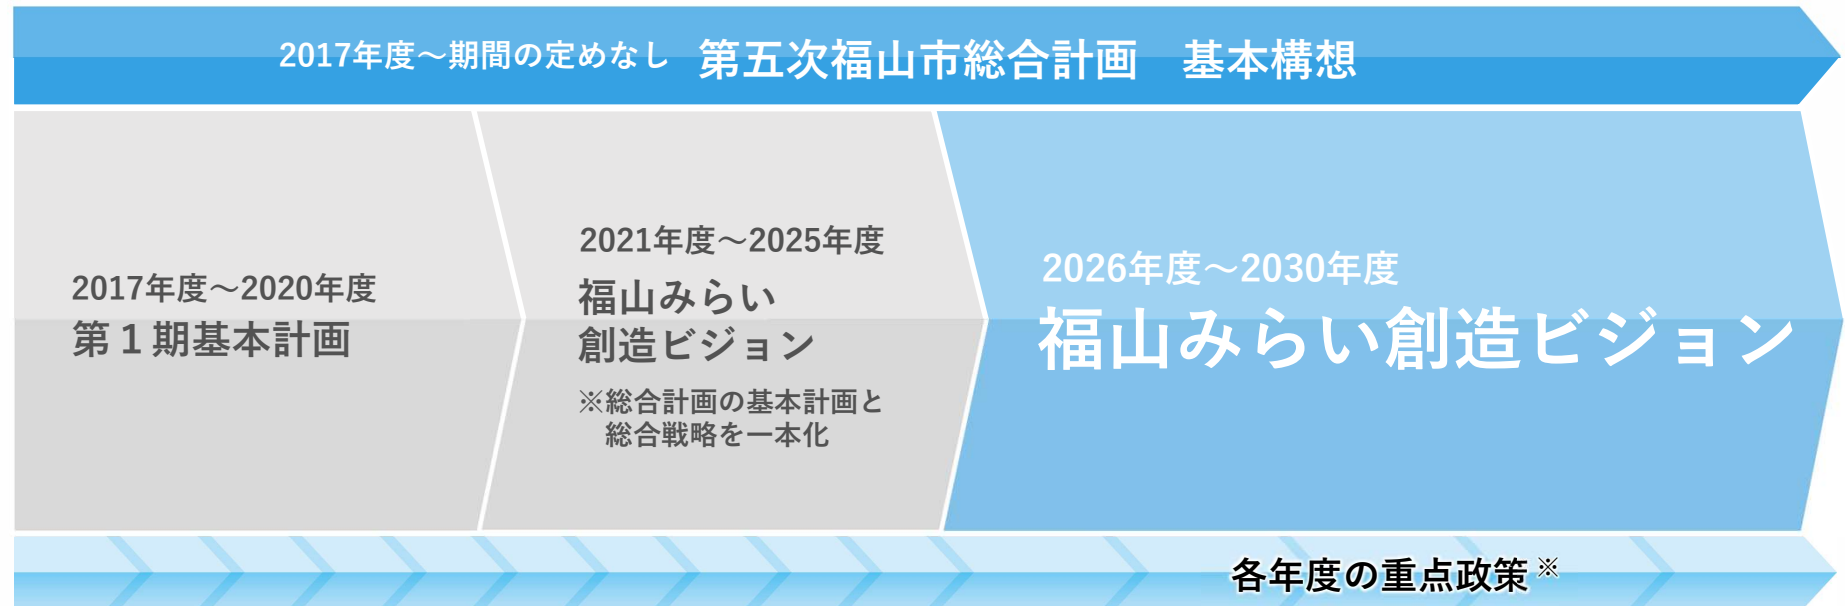 2017年度～期間の定めなし　第五次福山市総合計画　基本構想
2017年度～2020年度
第１期基本計画
2021年度～2025年度
福山みらい
創造ビジョン
※総合計画の基本計画と
総合戦略を一本化
2026年度～2030年度
福山みらい創造ビジョン
各年度の重点政策※